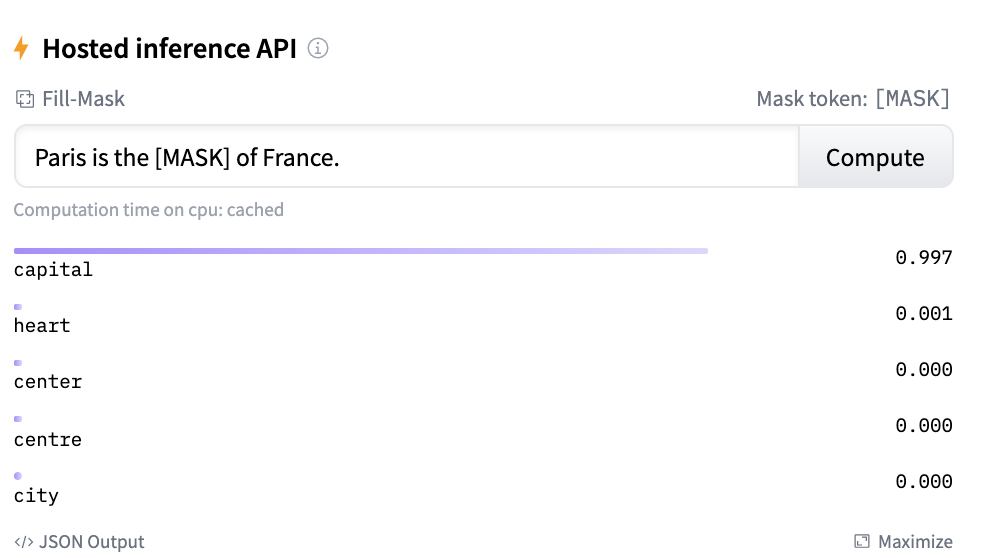 Hosted inference API
Fill-Mask Mask token: [MASK]
Paris is the [MASK] of France. Compute
Computation time on cpu: cached
capital 0.997
heart 0.001
center 0.000
centre 0.000
city 0.000
</> JSON Output Maximize